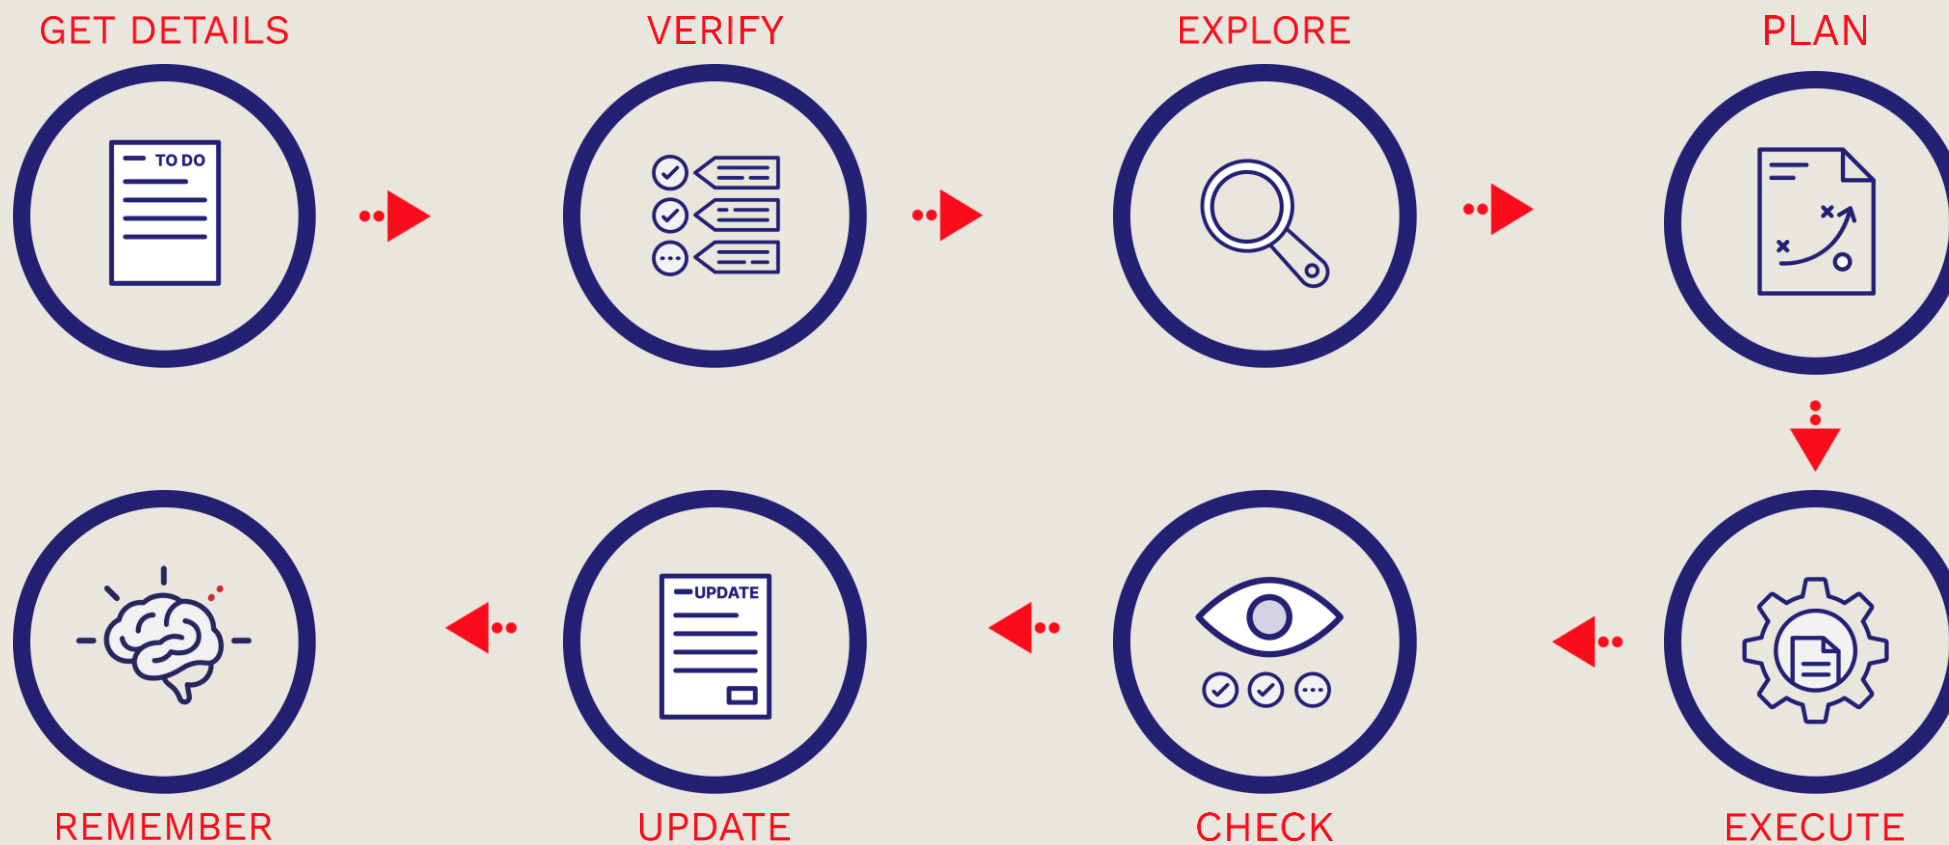 GET DETAILS
VERIFY
EXPLORE
PLAN
TO DO
UPDATE
REMEMBER
UPDATE
CHECK
EXECUTE